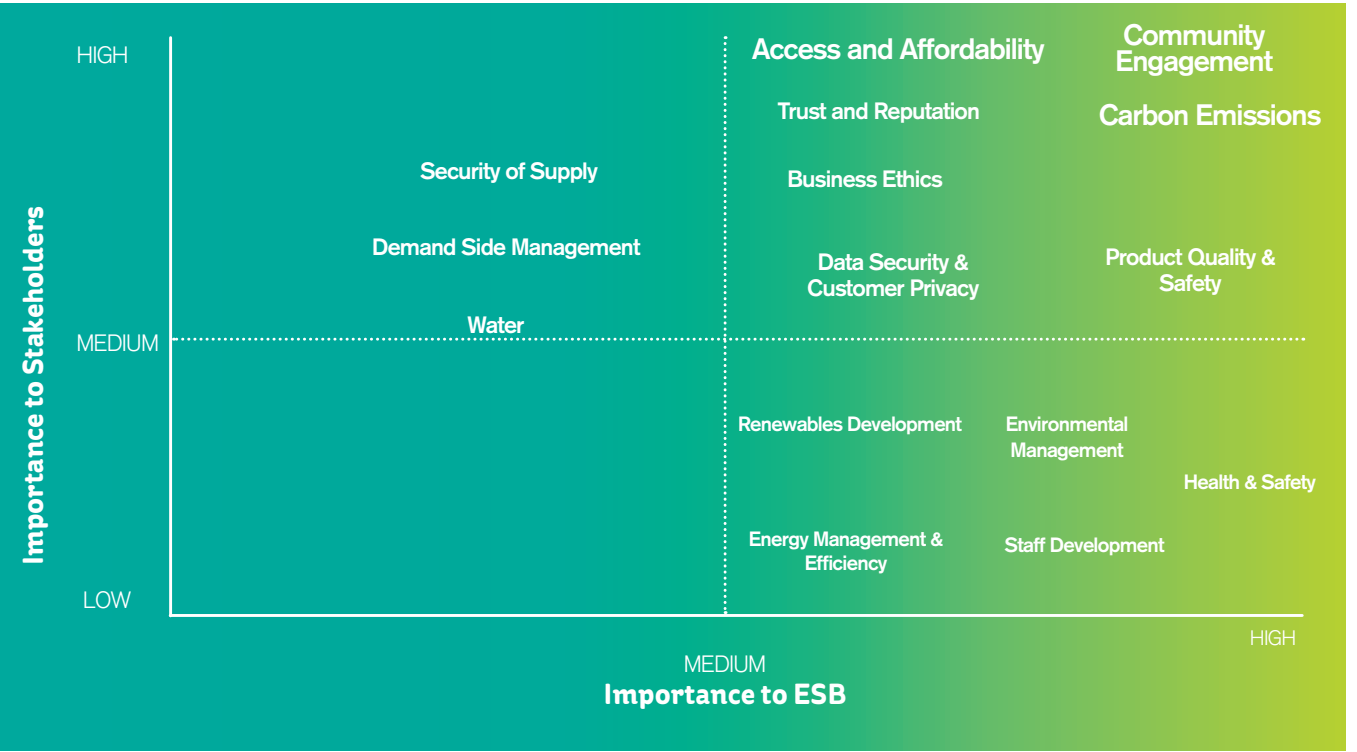 HIGH
Access and Affordability
Community
Engagement
Trust and Reputation
Carbon Emissions
Security of Supply
Business Ethics
Demand Side Management
Data Security &
Customer Privacy
Product Quality &
Safety
Water
MEDIUM
Importance to Stakeholders
Renewables Development
Environmental
Management
Health & Safety
Energy Management &
Efficiency
Staff Development
LOW
HIGH
MEDIUM
Importance to ESB